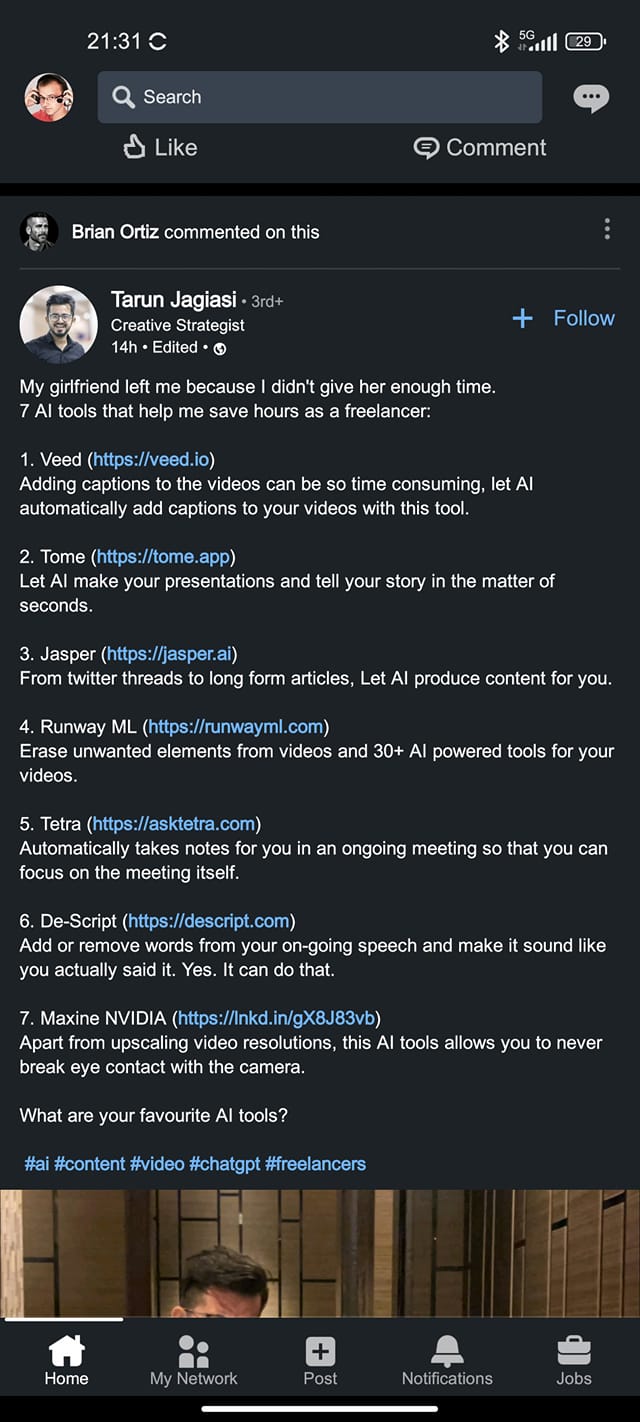 21:31
5G
29
Search
Like
Comment
Brian Ortiz commented on this
Tarun Jagiasi • 3rd+
Creative Strategist
+ Follow
14h • Edited •
My girlfriend left me because I didn't give her enough time.
7 AI tools that help me save hours as a freelancer:
1. Veed (https://veed.io)
Adding captions to the videos can be so time consuming, let AI
automatically add captions to your videos with this tool.
2. Tome (https://tome.app)
Let AI make your presentations and tell your story in the matter of
seconds.
3. Jasper (https://jasper.ai)
From twitter threads to long form articles, Let AI produce content for you.
4. Runway ML (https://runwayml.com)
Erase unwanted elements from videos and 30+ AI powered tools for your
videos.
5. Tetra (https://asktetra.com)
Automatically takes notes for you in an ongoing meeting so that you can
focus on the meeting itself.
6. De-Script (https://descript.com)
Add or remove words from your on-going speech and make it sound like
you actually said it. Yes. It can do that.
7. Maxine NVIDIA (https://lnkd.in/gX8J83vb)
Apart from upscaling video resolutions, this AI tools allows you to never
break eye contact with the camera.
What are your favourite AI tools?
#ai #content #video #chatgpt #freelancers
Home
My Network
Post
Notifications
Jobs